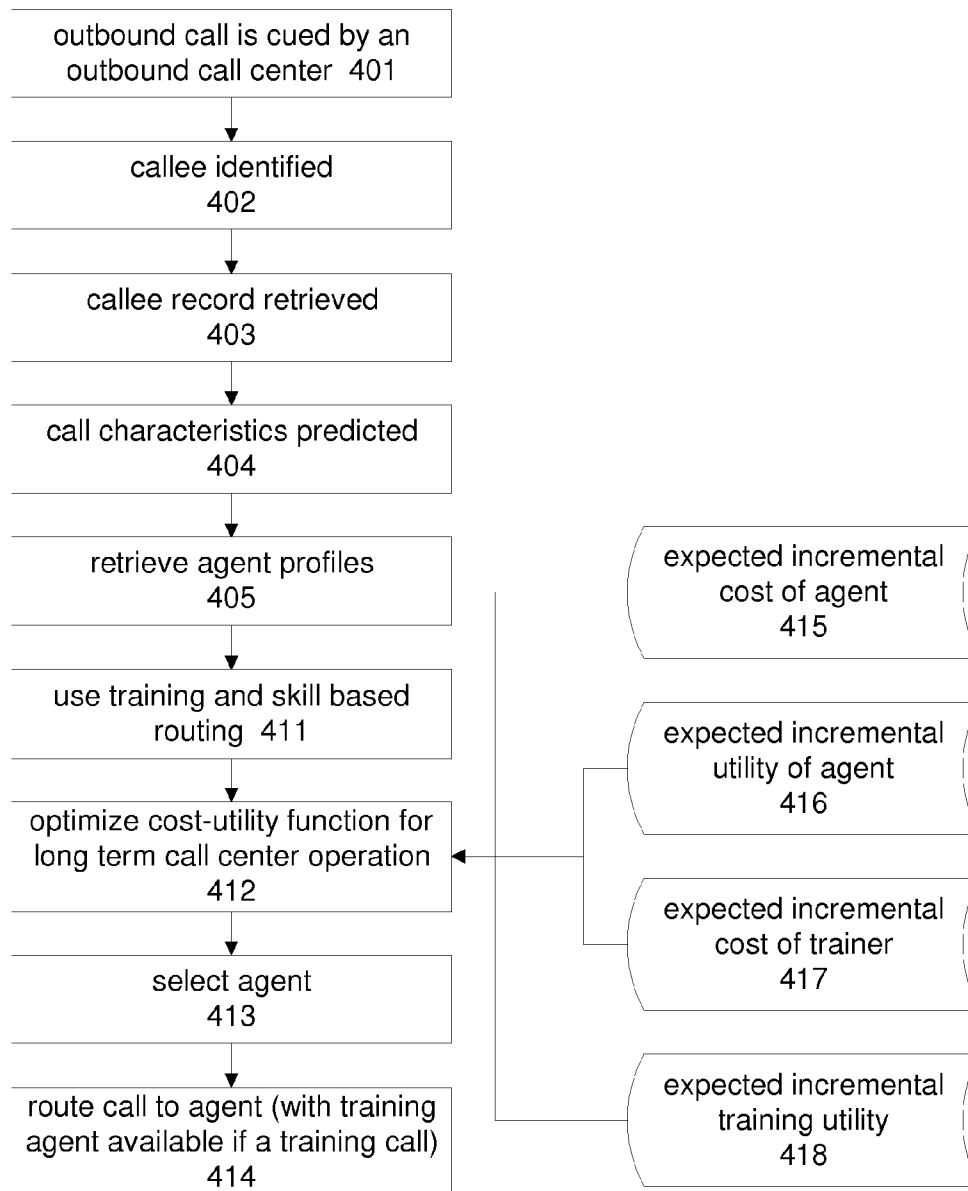 outbound call is cued by an
outbound call center 401
callee identified
402
callee record retrieved
403
call characteristics predicted
404
retrieve agent profiles
405
use training and skill based
routing 411
optimize cost-utility function for
long term call center operation
412
select agent
413
route call to agent (with training
agent available if a training call)
414
expected incremental
cost of agent
415
expected incremental
utility of agent
416
expected incremental
cost of trainer
417
expected incremental
training utility
418